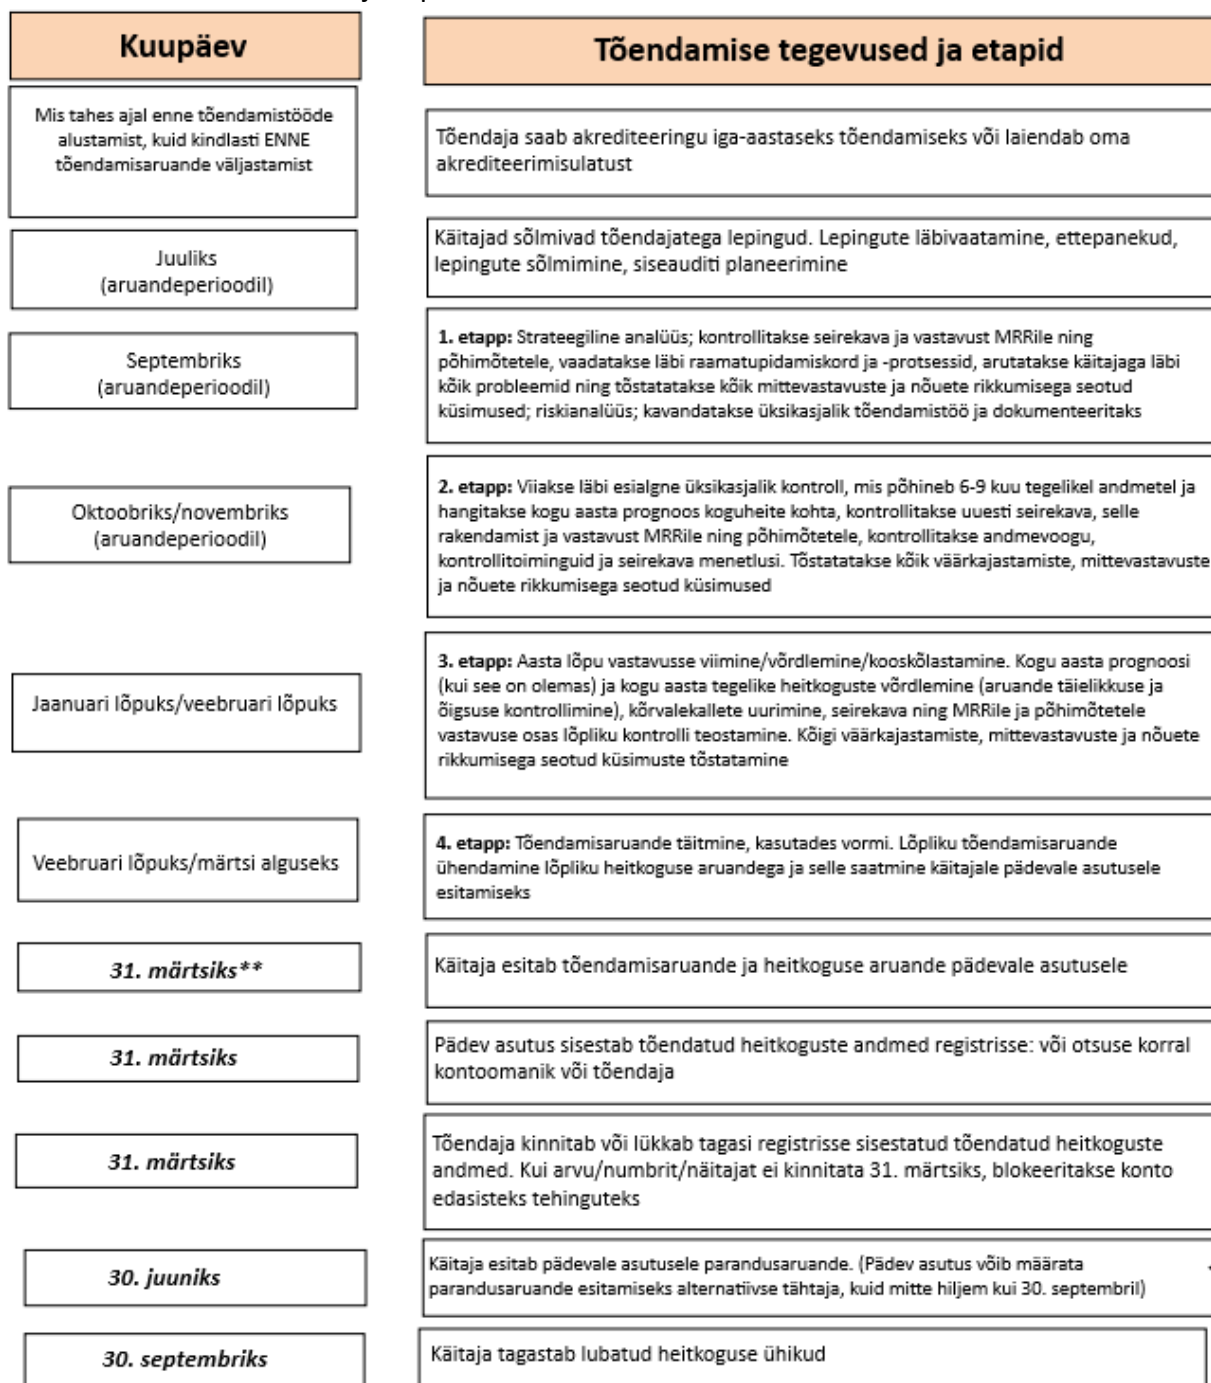 Kuupäev
Tõendamise tegevused ja etapid
Mis tahes ajal enne tõendamistööde
alustamist, kuid kindlasti ENNE
tõendamisaruande väljastamist
Tõendaja saab akrediteeringu iga-aastaseks tõendamiseks või laiendab oma
akrediteerimisulatust
Juuliks
(aruandeperioodil)
Käitajad sõlmivad tõendajatega lepingud. Lepingute läbivaatamine, ettepanekud,
lepingute sõlmimine, siseauditi planeerimine
Septembriks
(aruandeperioodil)
1. etapp: Strateegiline analüüs; kontrollitakse seirekava ja vastavust MRRile ning
põhimõtetele, vaadatakse läbi raamatupidamiskord ja -protsessid, arutatakse käitajaga läbi
kõik probleemid ning tõstatatakse kõik mittevastavuste ja nõuete rikkumisega seotud
küsimused; riskianalüüs; kavandatakse üksikasjalik tõendamistöö ja dokumenteeritaks
Oktoobriks/novembriks
(aruandeperioodil)
2. etapp: Viiakse läbi esialgne üksikasjalik kontroll, mis põhineb 6-9 kuu tegelikel andmetel ja
hangitakse kogu aasta prognoos koguheite kohta, kontrollitakse uuesti seirekava, selle
rakendamist ja vastavust MRRile ning põhimõtetele, kontrollitakse andmevoogu,
kontrollitoiminguid ja seirekava menetlusi. Tõstatatakse kõik väärkajastamiste, mittevastavuste
ja nõuete rikkumisega seotud küsimused
Jaanuari lõpuks/veebruari lõpuks
3. etapp: Aasta lõpu vastavusse viimine/võrdlemine/kooskõlastamine. Kogu aasta prognoosi
(kui see on olemas) ja kogu aasta tegelike heitkoguste võrdlemine (aruande täielikkuse ja
õigsuse kontrollimine), kõrvalekallete uurimine, seirekava ning MRRile ja põhimõtetele
vastavuse osas lõpliku kontrolli teostamine. Kõigi väärkajastamiste, mittevastavuste ja nõuete
rikkumisega seotud küsimuste tõstatamine
Veebruari lõpuks/märtsi alguseks
4. etapp: Tõendamisaruande täitmine, kasutades vormi. Lõpliku tõendamisaruande
ühendamine lõpliku heitkoguse aruandega ja selle saatmine käitajale pädevale asutusele
esitamiseks
31. märtsiks**
Käitaja esitab tõendamisaruande ja heitkoguse aruande pädevale asutusele
31. märtsiks
Pädev asutus sisestab tõendatud heitkoguste andmed registrisse: või otsuse korral
kontoomanik või tõendaja
31. märtsiks
Tõendaja kinnitab või lükkab tagasi registrisse sisestatud tõendatud heitkoguste
andmed. Kui arvu/numbrit/näitajat ei kinnitata 31. märtsiks, blokeeritakse konto
edasisteks tehinguteks
30. juuniks
Käitaja esitab pädevale asutusele parandusaruande. (Pädev asutus võib määrata
parandusaruande esitamiseks alternatiivse tähtaja, kuid mitte hiljem kui 30. septembril)
30. septembriks
Käitaja tagastab lubatud heitkoguse ühikud